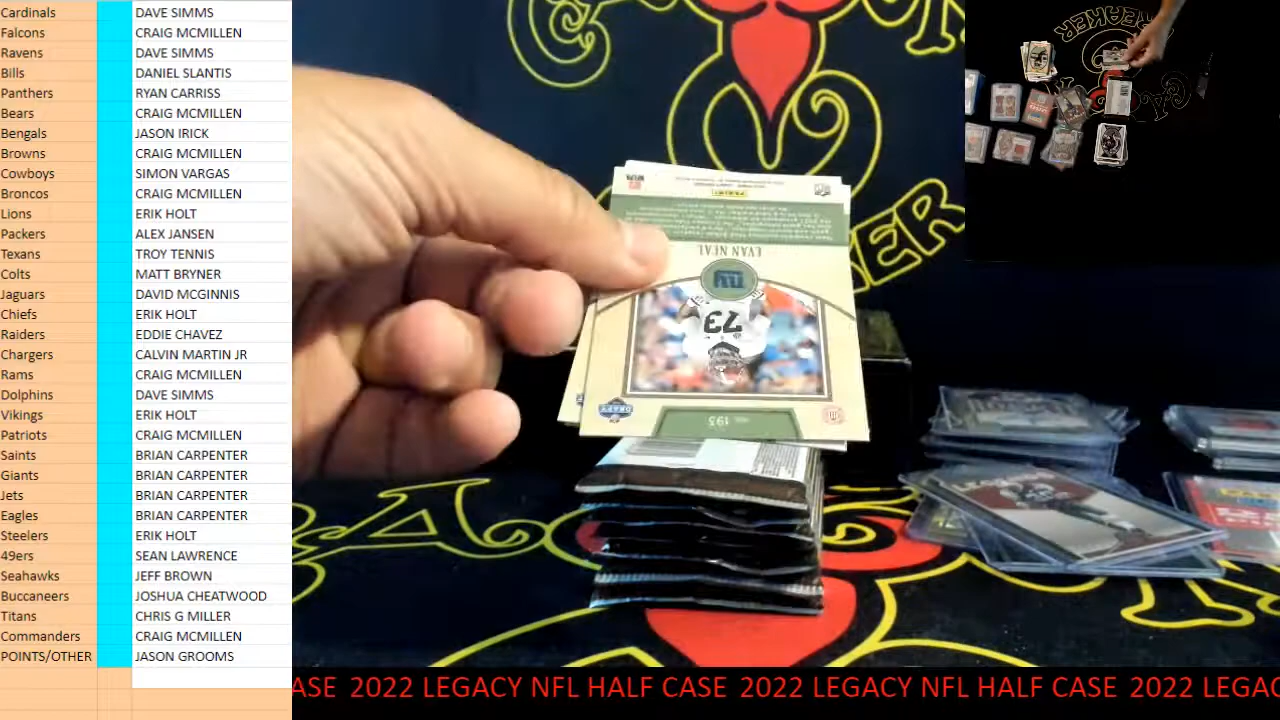 Cardinals DAVE SIMMS
Falcons CRAIG MCMILLEN
Ravens DAVE SIMMS
Bills DANIEL SLANTIS
Panthers RYAN CARRISS
Bears CRAIG MCMILLEN
Bengals JASON IRICK
Browns CRAIG MCMILLEN
Cowboys SIMON VARGAS
Broncos CRAIG MCMILLEN
Lions ERIK HOLT
Packers ALEX JANSEN
Texans TROY TENNIS
Colts MATT BRYNER
Jaguars DAVID MCGINNIS
Chiefs ERIK HOLT
Raiders EDDIE CHAVEZ
Chargers CALVIN MARTIN JR
Rams CRAIG MCMILLEN
Dolphins DAVE SIMMS
Vikings ERIK HOLT
Patriots CRAIG MCMILLEN
Saints BRIAN CARPENTER
Giants BRIAN CARPENTER
Jets BRIAN CARPENTER
Eagles BRIAN CARPENTER
Steelers ERIK HOLT
49ers SEAN LAWRENCE
Seahawks JEFF BROWN
Buccaneers JOSHUA CHEATWOOD
Titans CHRIS G MILLER
Commanders CRAIG MCMILLEN
POINTS/OTHER JASON GROOMS
PANINI
EVAN NEAL
73
DRAFT
NO. 195
ER
BREAKER
ASE 2022 LEGACY NFL HALF CASE 2022 LEGACY NFL HALF CASE 2022 LEGAC